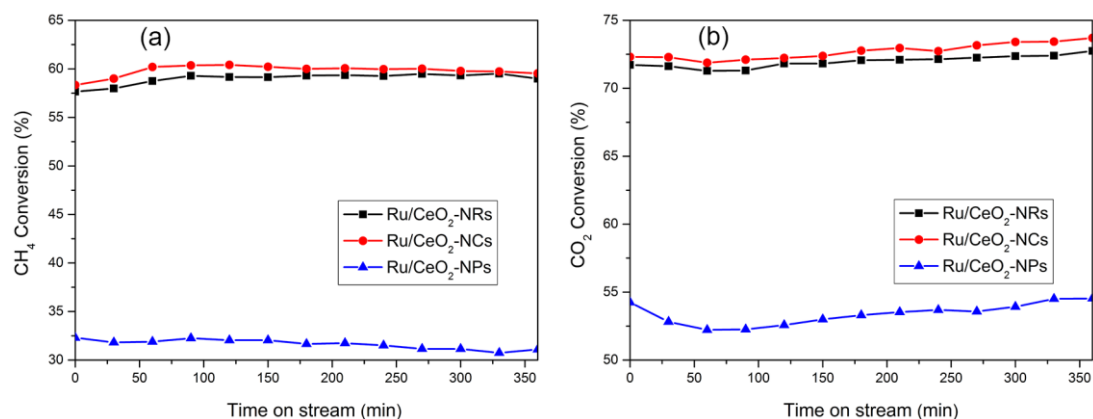 (a)
CH₄ Conversion (%)
65
60
55
50
45
40
35
30
Ru/CeO₂-NRs
Ru/CeO₂-NCs
Ru/CeO₂-NPs
0 50 100 150 200 250 300 350
Time on stream (min)
(b)
CO₂ Conversion (%)
75
70
65
60
55
50
Ru/CeO₂-NRs
Ru/CeO₂-NCs
Ru/CeO₂-NPs
0 50 100 150 200 250 300 350
Time on stream (min)